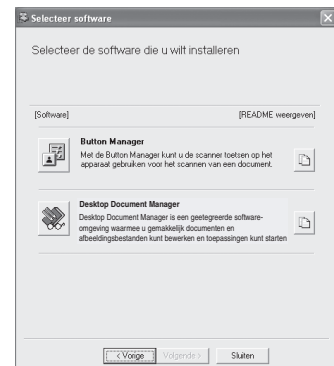 Selecteer software
Selecteer de software die u wilt installeren
[Software] [README weergeven]
Button Manager
Met de Button Manager kunt u de scanner toetsen op het
apparaat gebruiken voor het scannen van een document.
Desktop Document Manager
Desktop Document Manager is een geetegreerde software-
omgeving waarmee u gemakkelijk documenten en
afbeeldingsbestanden kunt bewerken en toepassingen kunt starten
< Vorige Volgende > Sluiten